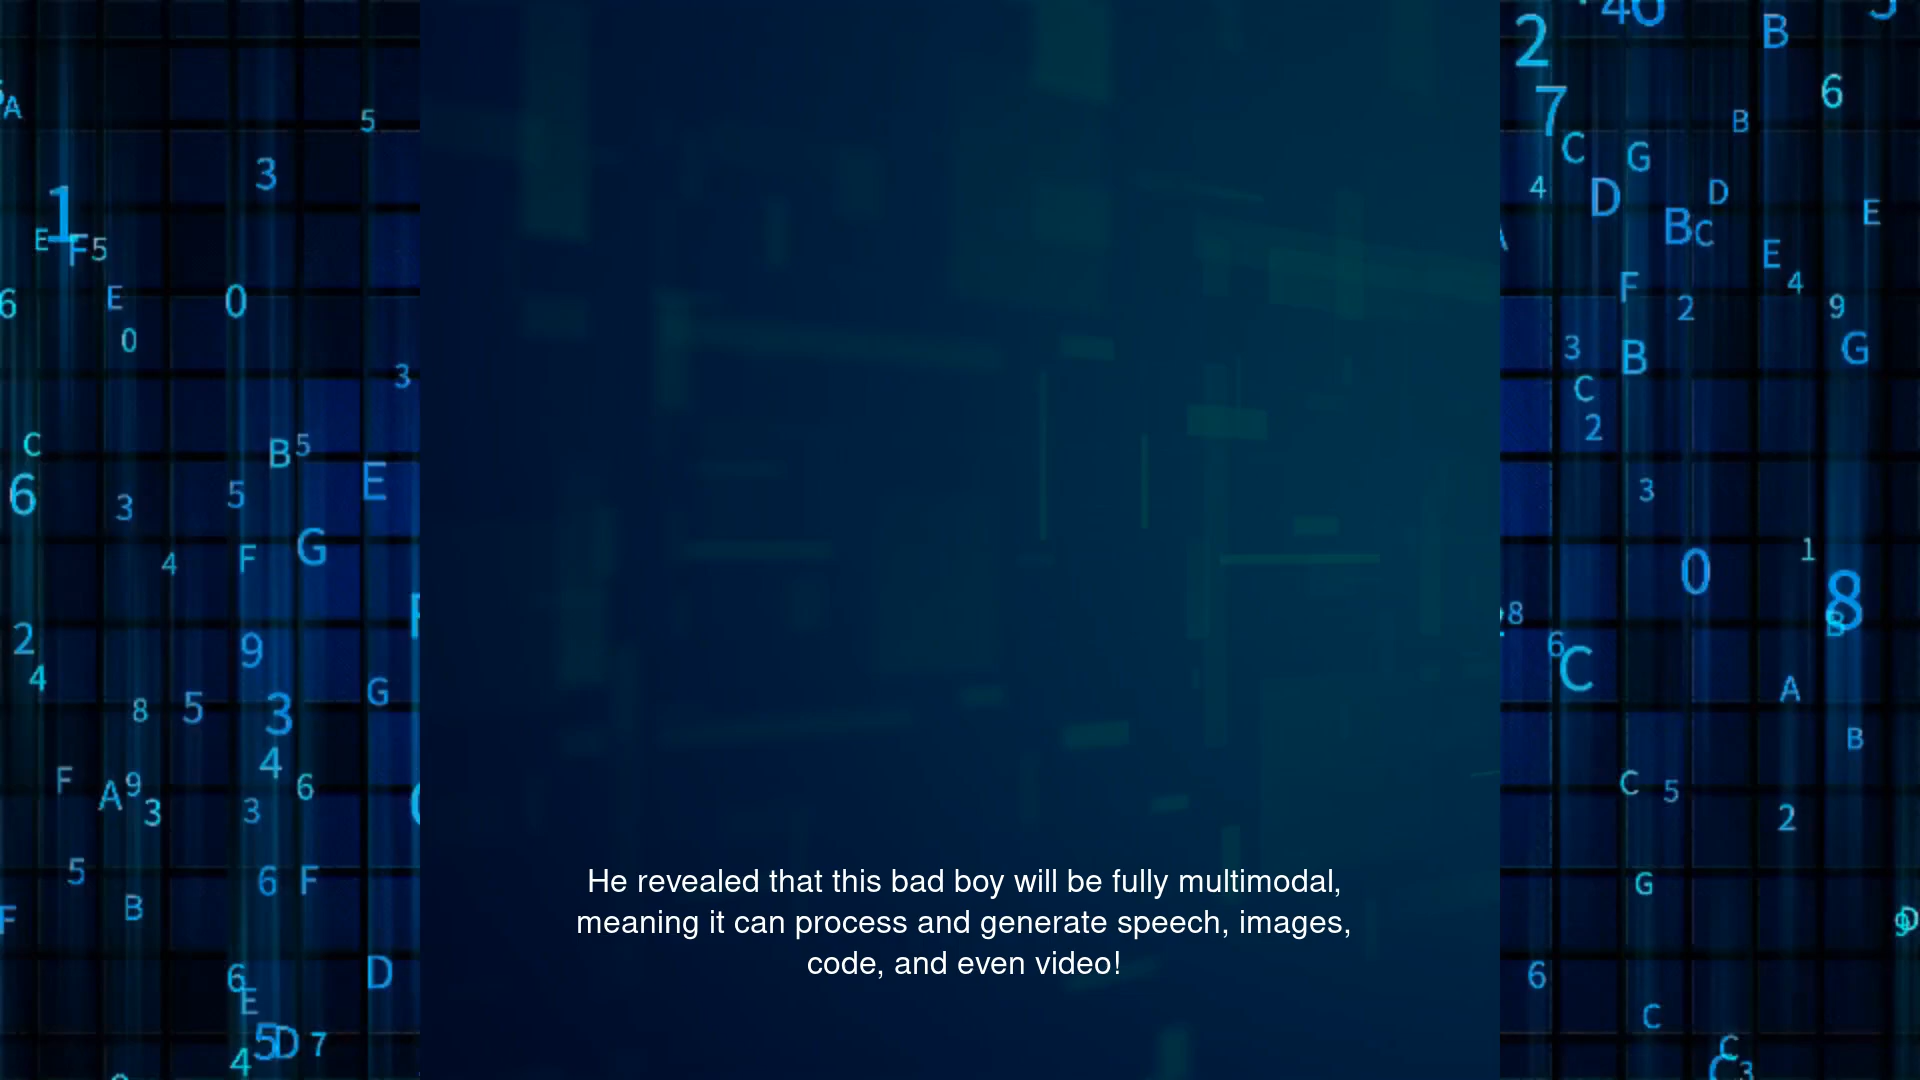 He revealed that this bad boy will be fully multimodal,
meaning it can process and generate speech, images,
code, and even video!